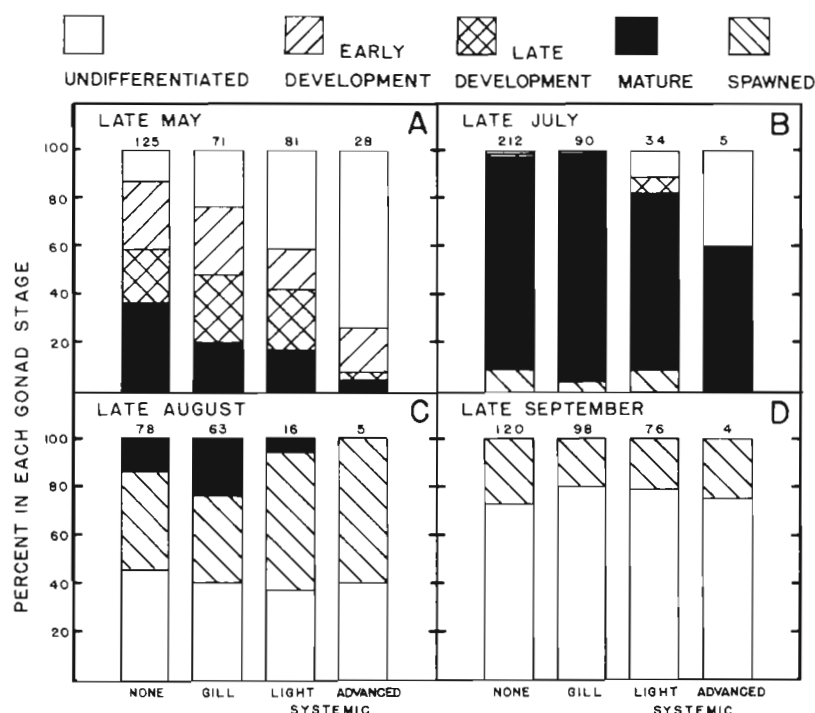 EARLY LATE
UNDIFFERENTIATED DEVELOPMENT DEVELOPMENT MATURE SPAWNED
LATE MAY A
125 71 81 28
LATE JULY B
212 90 34 5
100
80
60
40
20
LATE AUGUST C
78 63 16 5
LATE SEPTEMBER D
120 98 76 4
100
80
60
40
20
PERCENT IN EACH GONAD STAGE
NONE GILL LIGHT ADVANCED
SYSTEMIC
NONE GILL LIGHT ADVANCED
SYSTEMIC